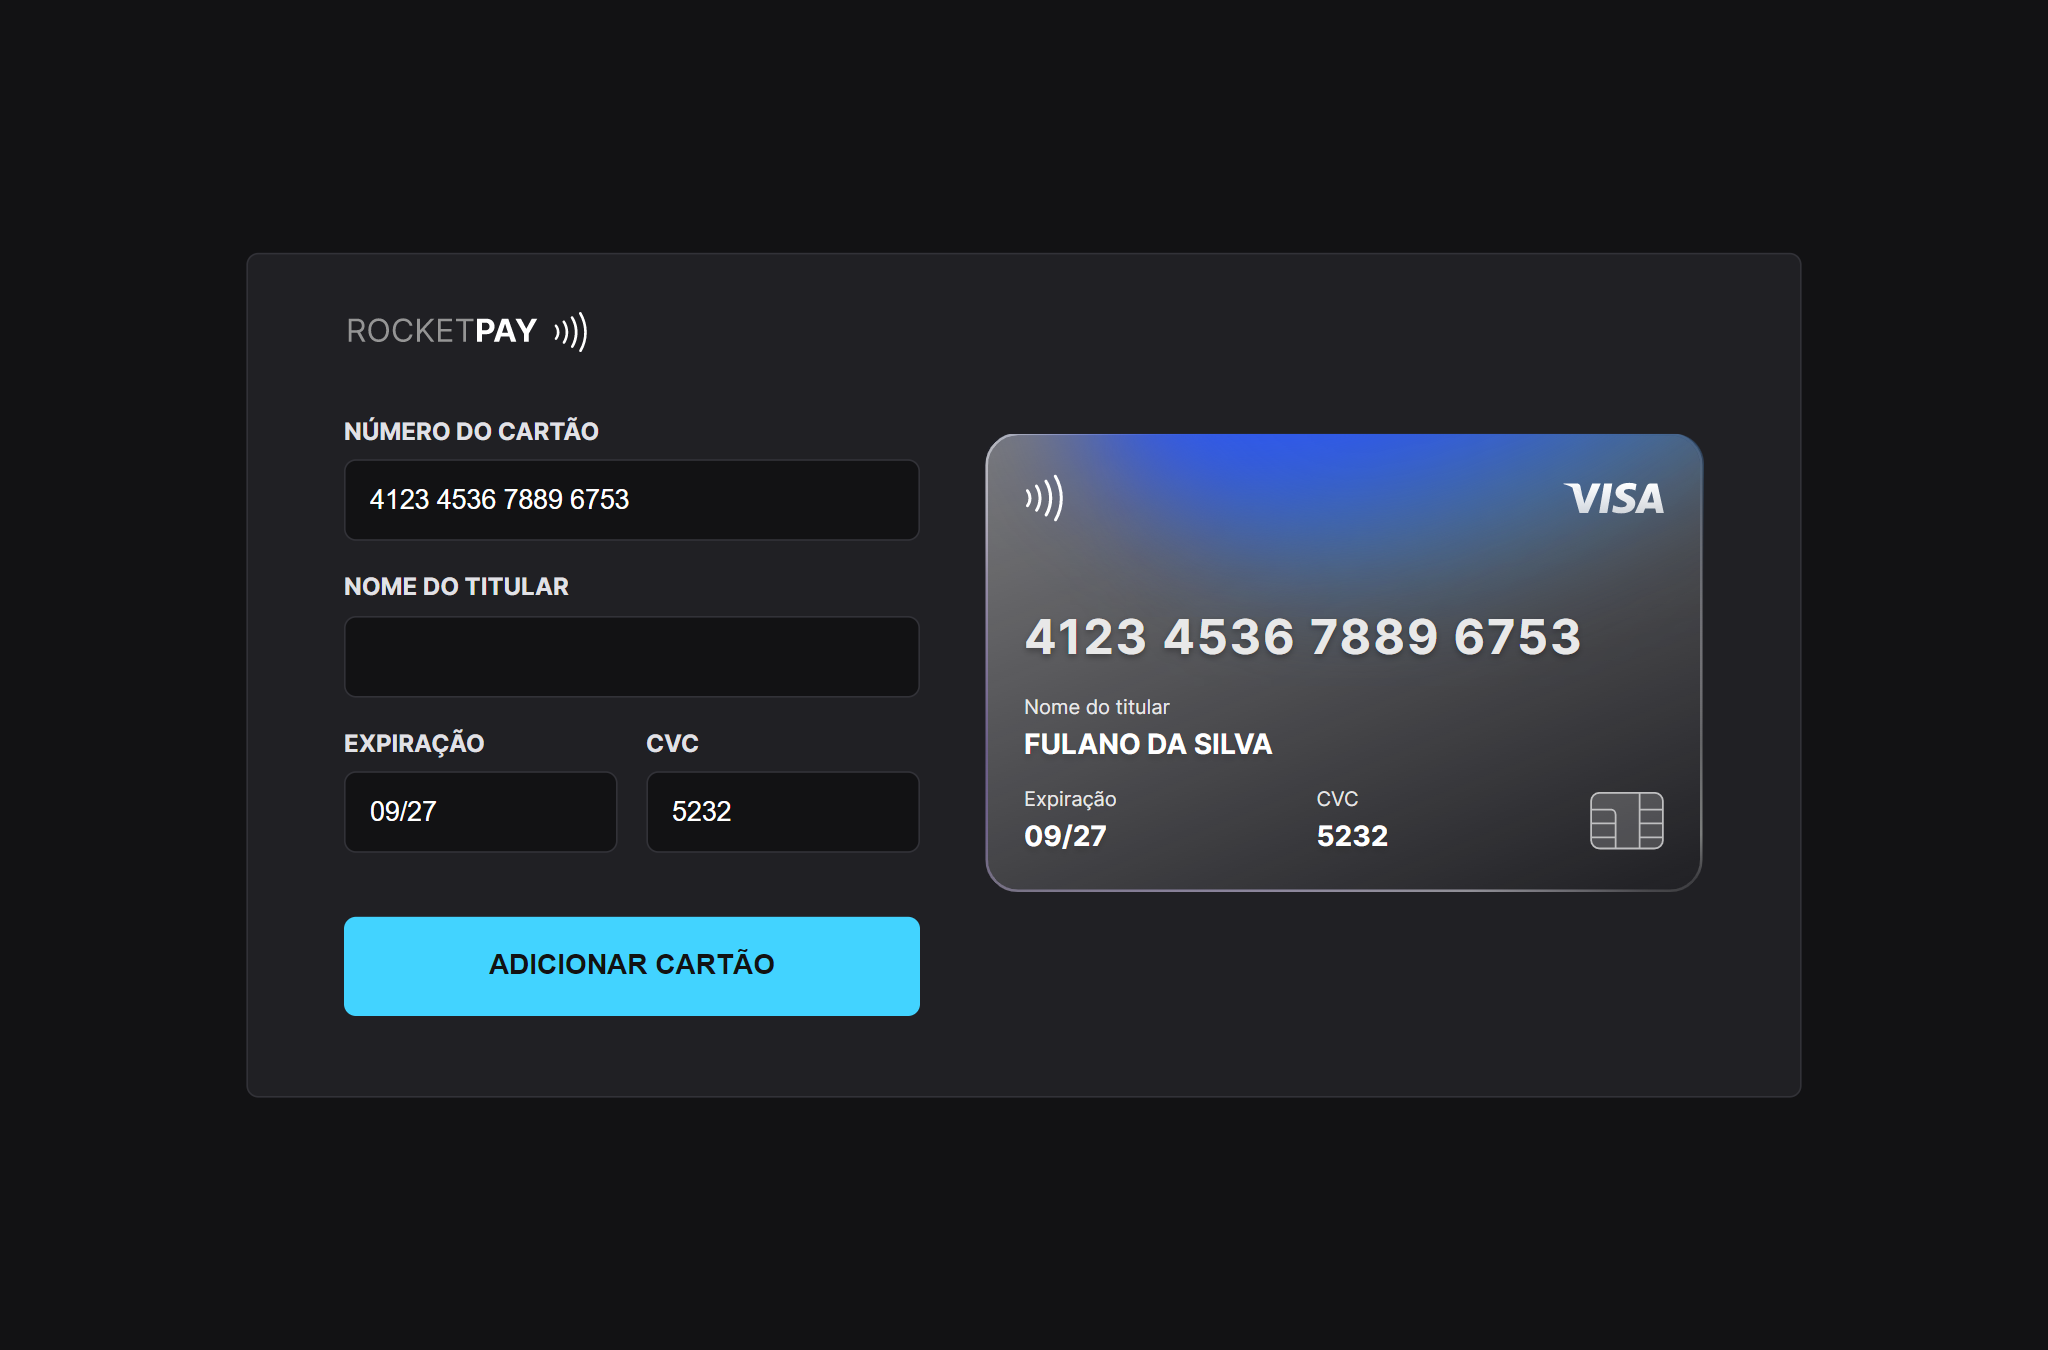 ROCKETPAY
NÚMERO DO CARTÃO
4123 4536 7889 6753
NOME DO TITULAR
EXPIRAÇÃO CVC
09/27 5232
ADICIONAR CARTÃO
VISA
4123 4536 7889 6753
Nome do titular
FULANO DA SILVA
Expiração CVC
09/27 5232